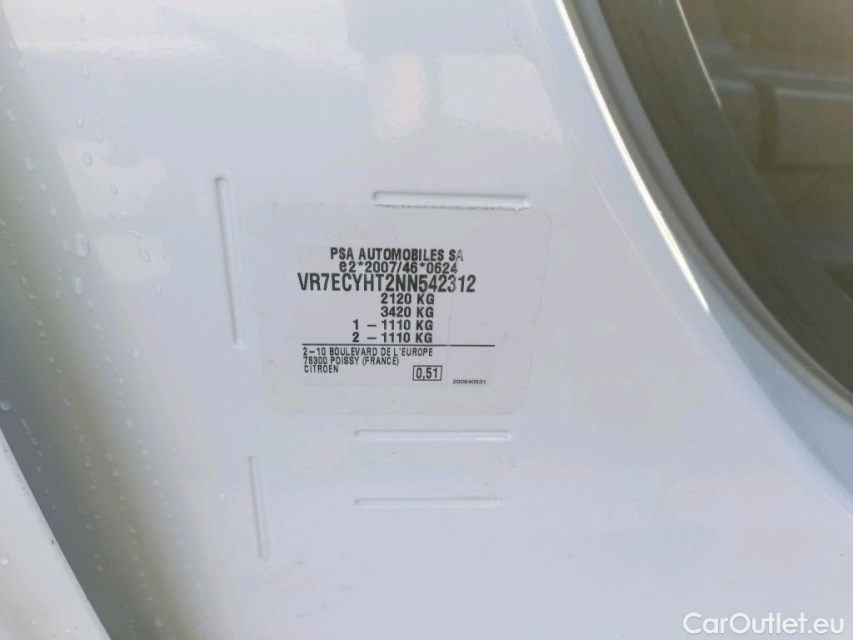 PSA AUTOMOBILES SA
e2*2007/46*0624
VR7ECYHT2NN542312
2120 KG
3420 KG
1 - 1110 KG
2 - 1110 KG
2-10 BOULEVARD DE L'EUROPE
78300 POISSY (FRANCE)
CITROEN
0,51
200640531
CarOutlet.eu